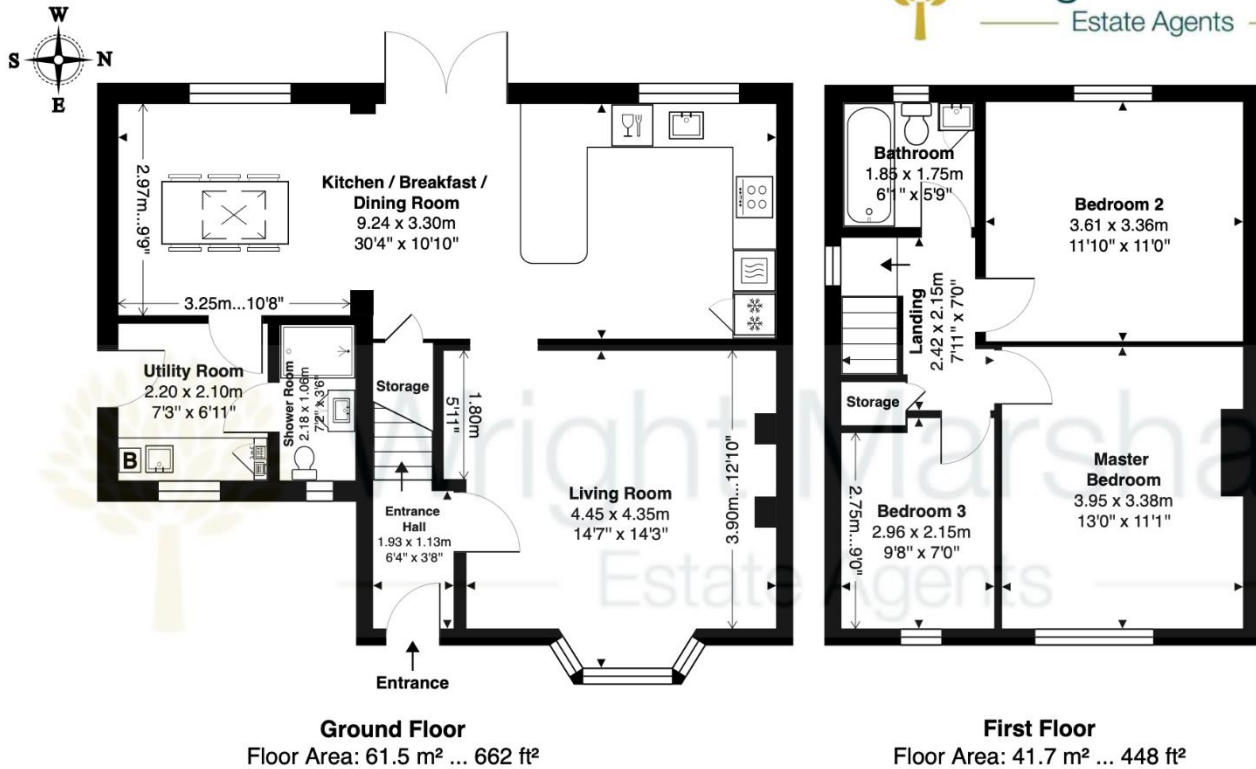 W
S
N
E
Estate Agents
Kitchen / Breakfast /
Dining Room
9.24 x 3.30m
30'4" x 10'10"
2.97m...9'9"
3.25m...10'8"
Utility Room
2.20 x 2.10m
7'3" x 6'11"
B
Shower Room
2.18 x 1.06m
7'2" x 3'6"
Storage
1.80m
5'11"
Entrance
Hall
1.93 x 1.13m
6'4" x 3'8"
Living Room
4.45 x 4.35m
14'7" x 14'3"
3.90m...12'10"
Entrance
Ground Floor
Floor Area: 61.5 m² ... 662 ft²
Bathroom
1.85 x 1.75m
6'1" x 5'9"
Bedroom 2
3.61 x 3.36m
11'10" x 11'0"
Landing
2.42 x 2.15m
7'11" x 7'0"
Storage
Master
Bedroom
3.95 x 3.38m
13'0" x 11'1"
Bedroom 3
2.96 x 2.15m
9'8" x 7'0"
2.75m...9'0"
First Floor
Floor Area: 41.7 m² ... 448 ft²
Wright Marsha
Estate Agents